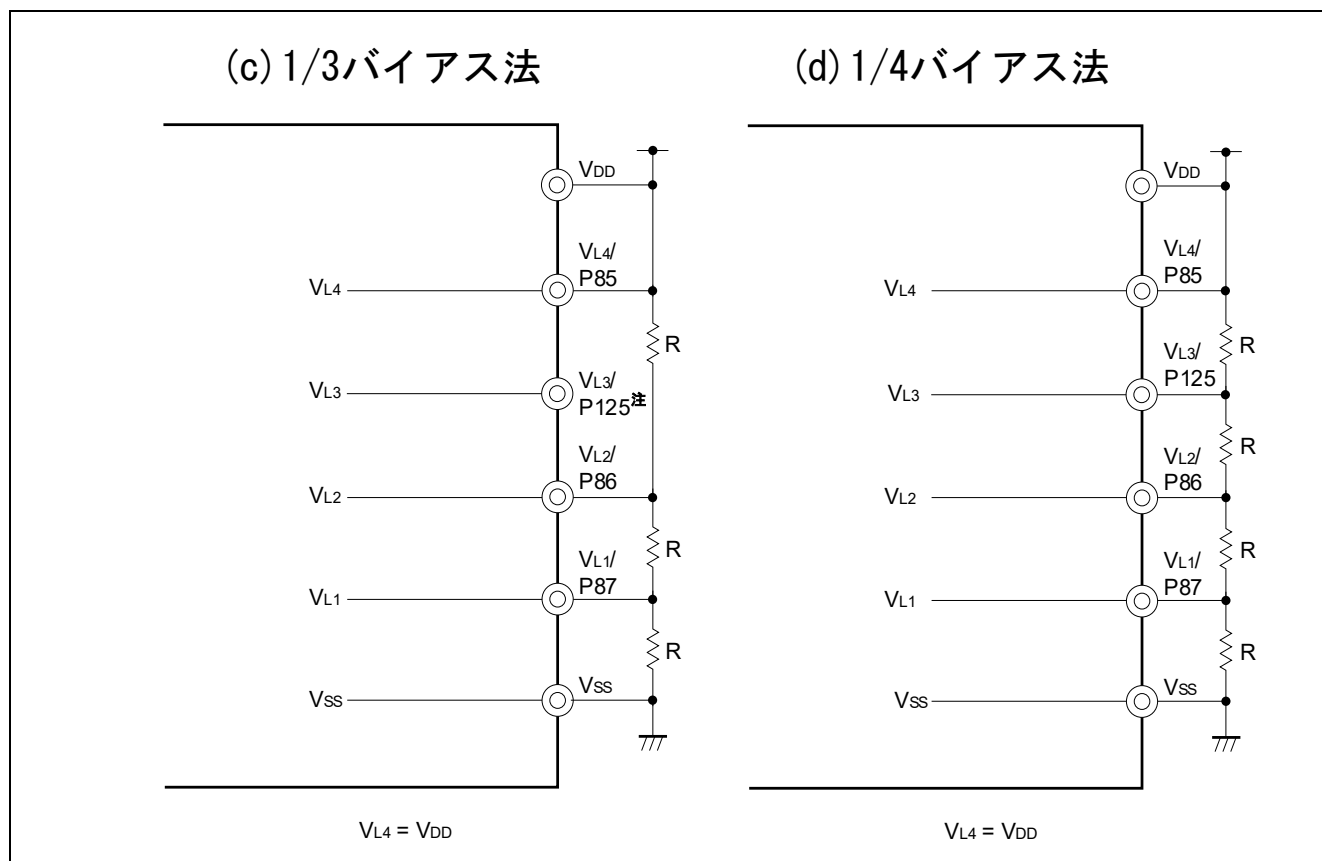 (c) 1/3バイアス法
VDD
VL4/
P85
VL4
R
VL3/
P125注
VL3
VL2/
P86
VL2
R
VL1/
P87
VL1
R
VSS
VSS
VL4 = VDD
(d) 1/4バイアス法
VDD
VL4/
P85
VL4
R
VL3/
P125
VL3
R
VL2/
P86
VL2
R
VL1/
P87
VL1
R
VSS
VSS
VL4 = VDD